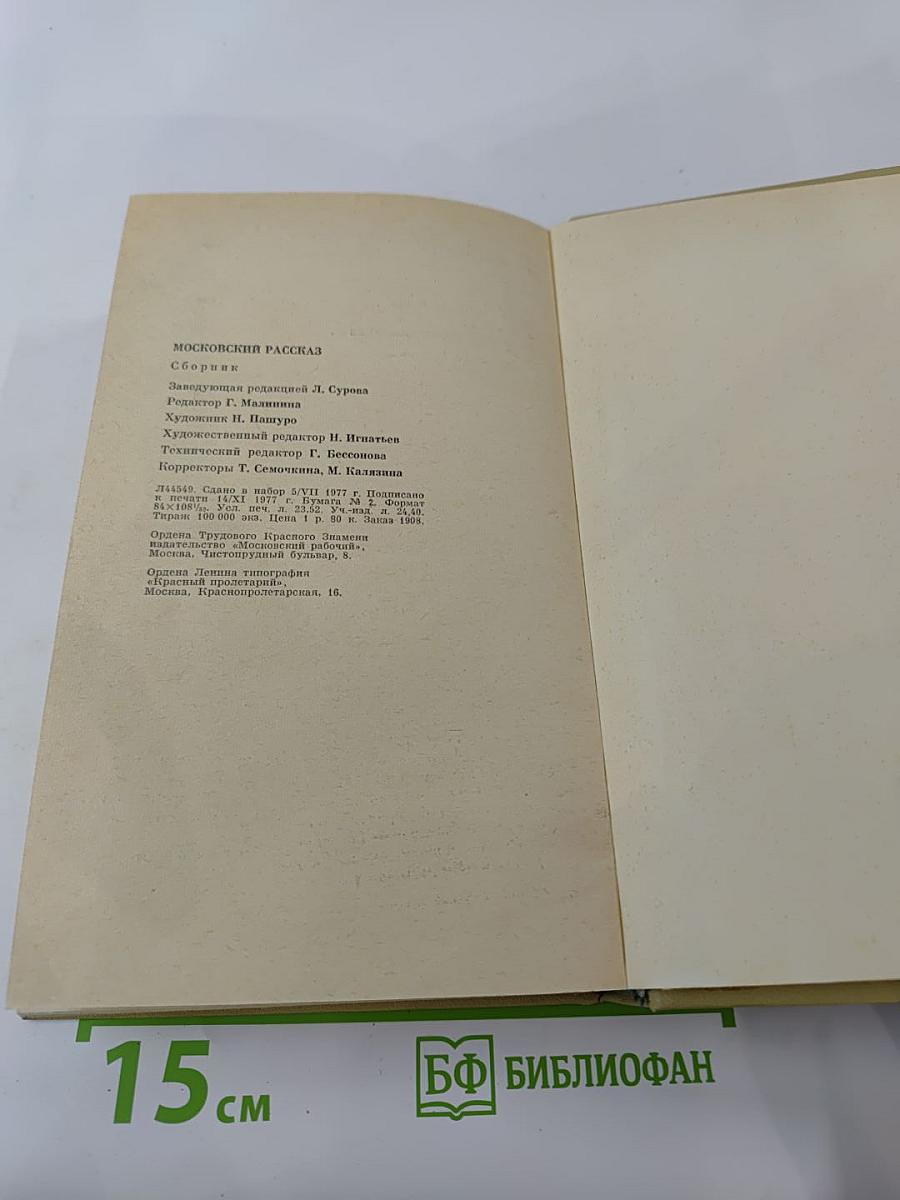 МОСКОВСКИЙ РАССКАЗ
Сборник
Заведующая редакцией Л. Сурова
Редактор Г. Малинина
Художник Н. Пашуро
Художественный редактор Н. Игнатьев
Технический редактор Г. Бессонова
Корректоры Т. Семочкина, М. Калязина
Л44549. Сдано в набор 5/VII 1977 г. Подписано
к печати 14/XI 1977 г. Бумага № 2. Формат
84×108¹/₃₂. Усл. печ. л. 23,52. Уч.-изд. л. 24,40.
Тираж 100 000 экз. Цена 1 р. 80 к. Заказ 1908.
Ордена Трудового Красного Знамени
издательство «Московский рабочий»,
Москва, Чистопрудный бульвар, 8.
Ордена Ленина типография
«Красный пролетарий»,
Москва, Краснопролетарская, 16.
15 см
БФ БИБЛИОФАН